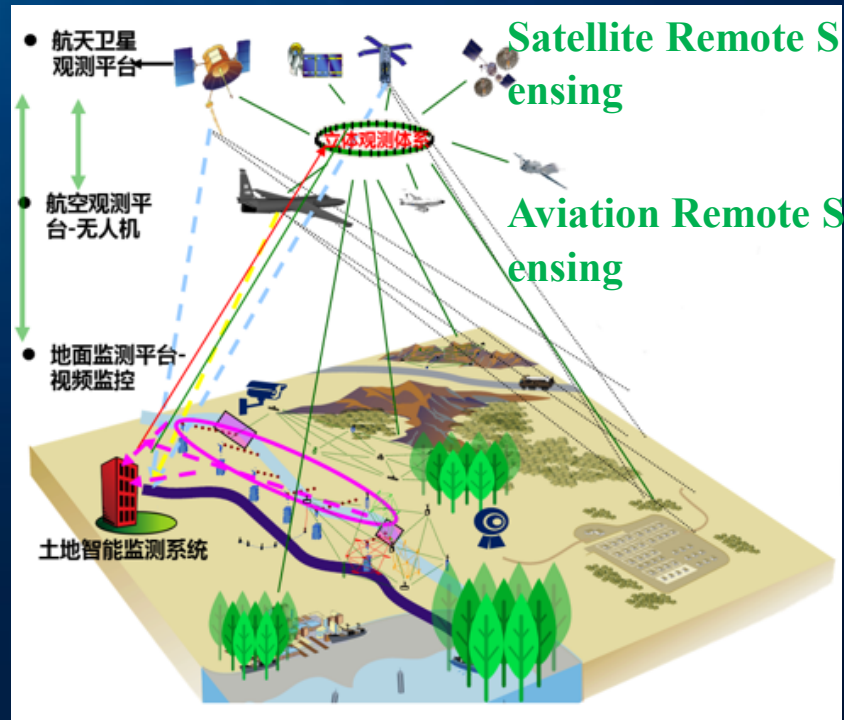 航天卫星
观测平台
Satellite Remote S
ensing
立体观测体系
航空观测平
台-无人机
Aviation Remote S
ensing
地面监测平台-
视频监控
土地智能监测系统